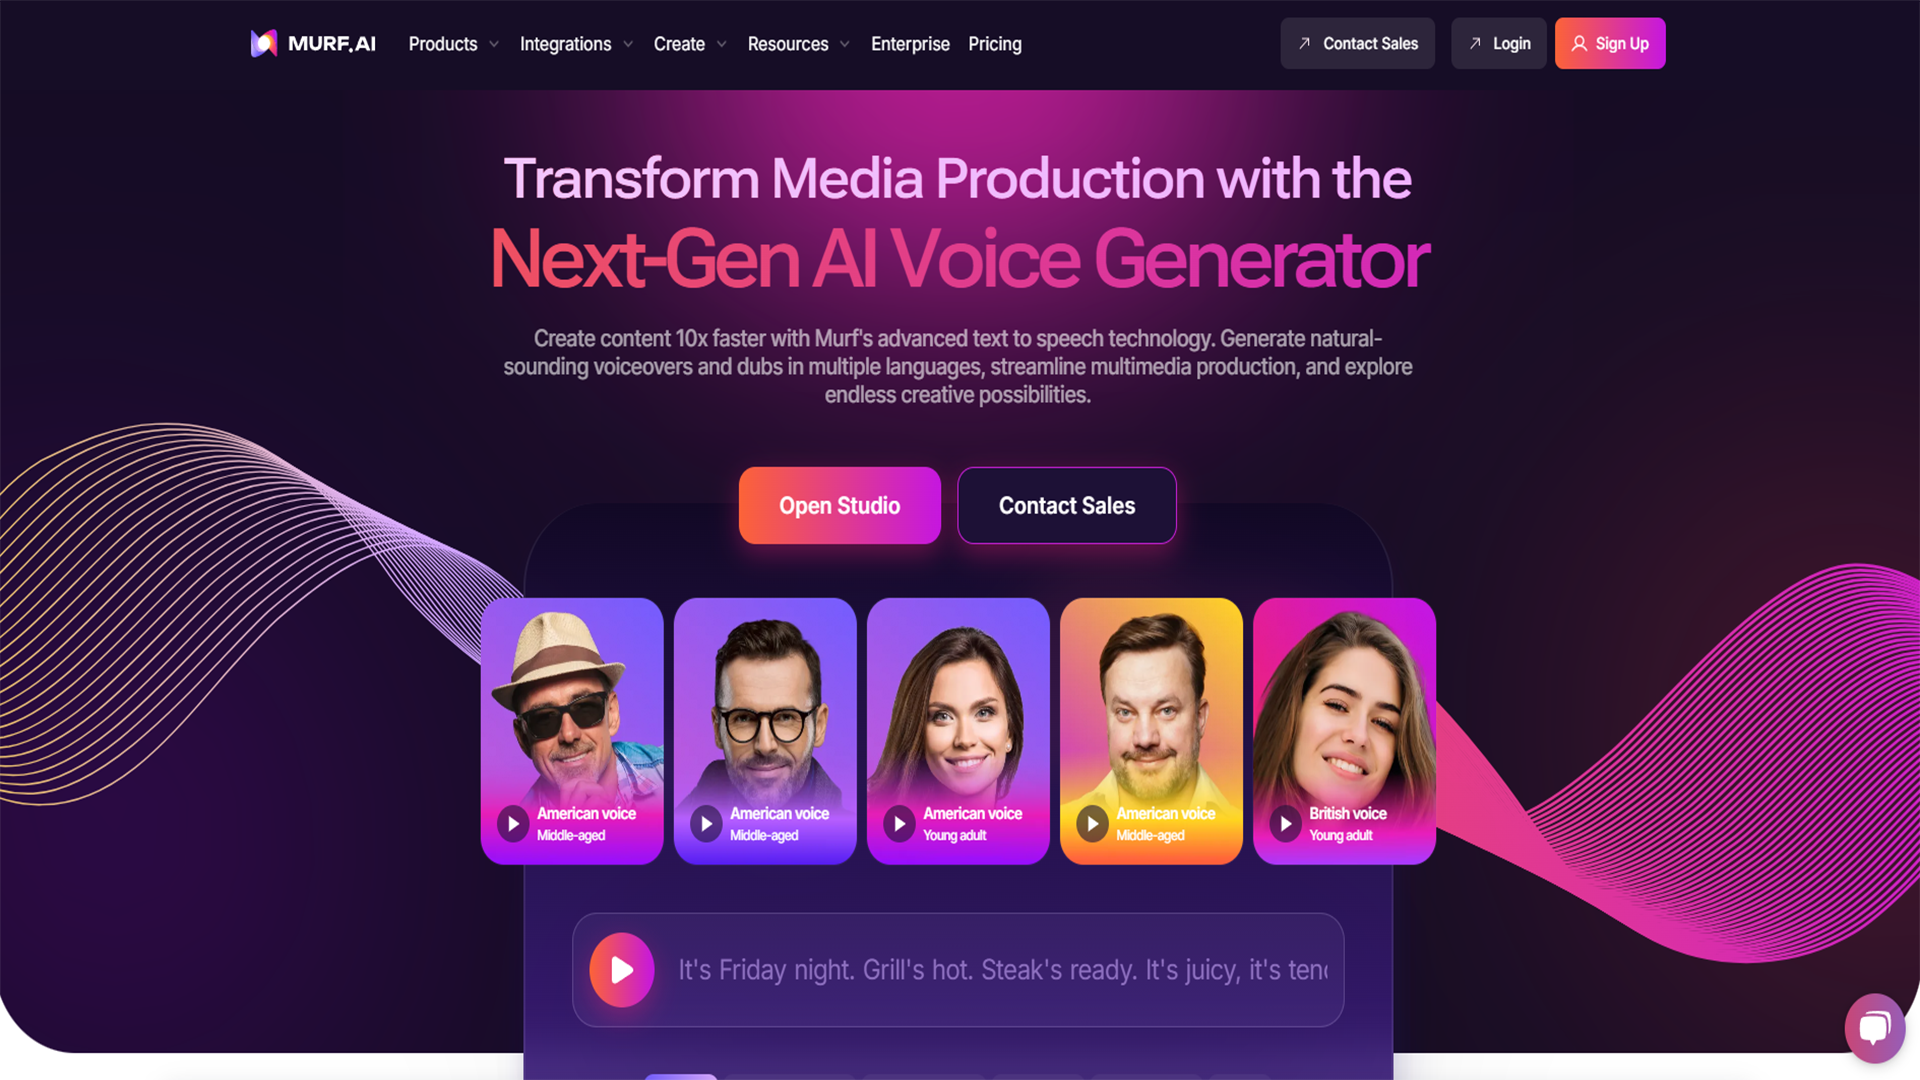 MURF.AI Products Integrations Create Resources Enterprise Pricing Contact Sales Login Sign Up
Transform Media Production with the
Next-Gen AI Voice Generator
Create content 10x faster with Murf's advanced text to speech technology. Generate natural-
sounding voiceovers and dubs in multiple languages, streamline multimedia production, and explore
endless creative possibilities.
Open Studio Contact Sales
American voice
Middle-aged
American voice
Middle-aged
American voice
Young adult
American voice
Middle-aged
British voice
Young adult
It's Friday night. Grill's hot. Steak's ready. It's juicy, it's